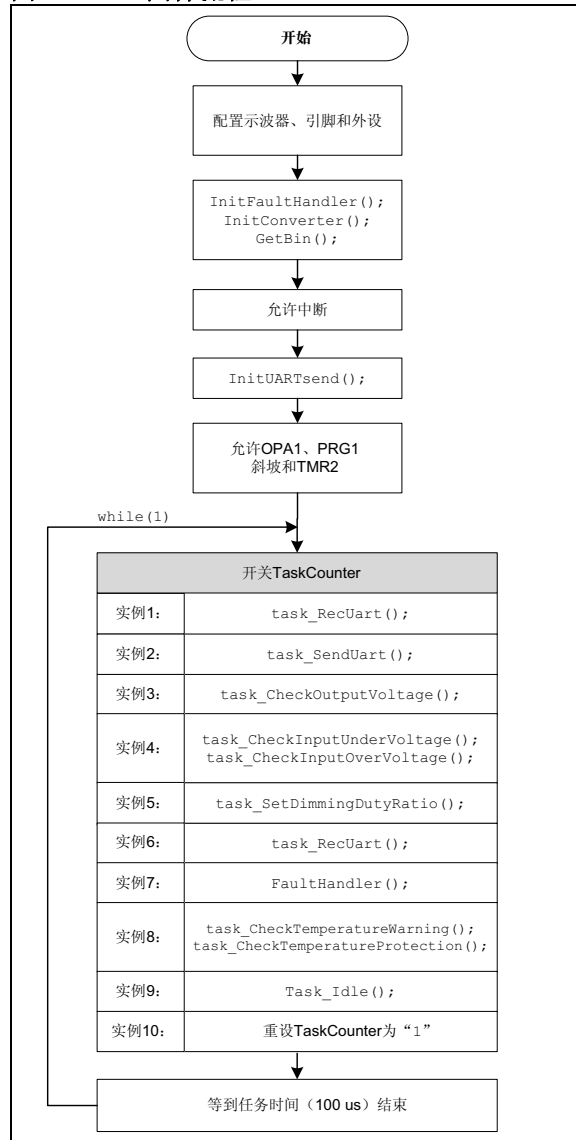 开始
配置示波器、引脚和外设
InitFaultHandler();
InitConverter();
GetBin();
允许中断
InitUARTsend();
允许OPA1、PRG1
斜坡和TMR2
while(1)
开关TaskCounter
实例1： task_RecUart();
实例2： task_SendUart();
实例3： task_CheckOutputVoltage();
实例4： task_CheckInputUnderVoltage();
task_CheckInputOverVoltage();
实例5： task_SetDimmingDutyRatio();
实例6： task_RecUart();
实例7： FaultHandler();
实例8： task_CheckTemperatureWarning();
task_CheckTemperatureProtection();
实例9： Task_Idle();
实例10： 重设TaskCounter为“1”
等到任务时间（100 us）结束